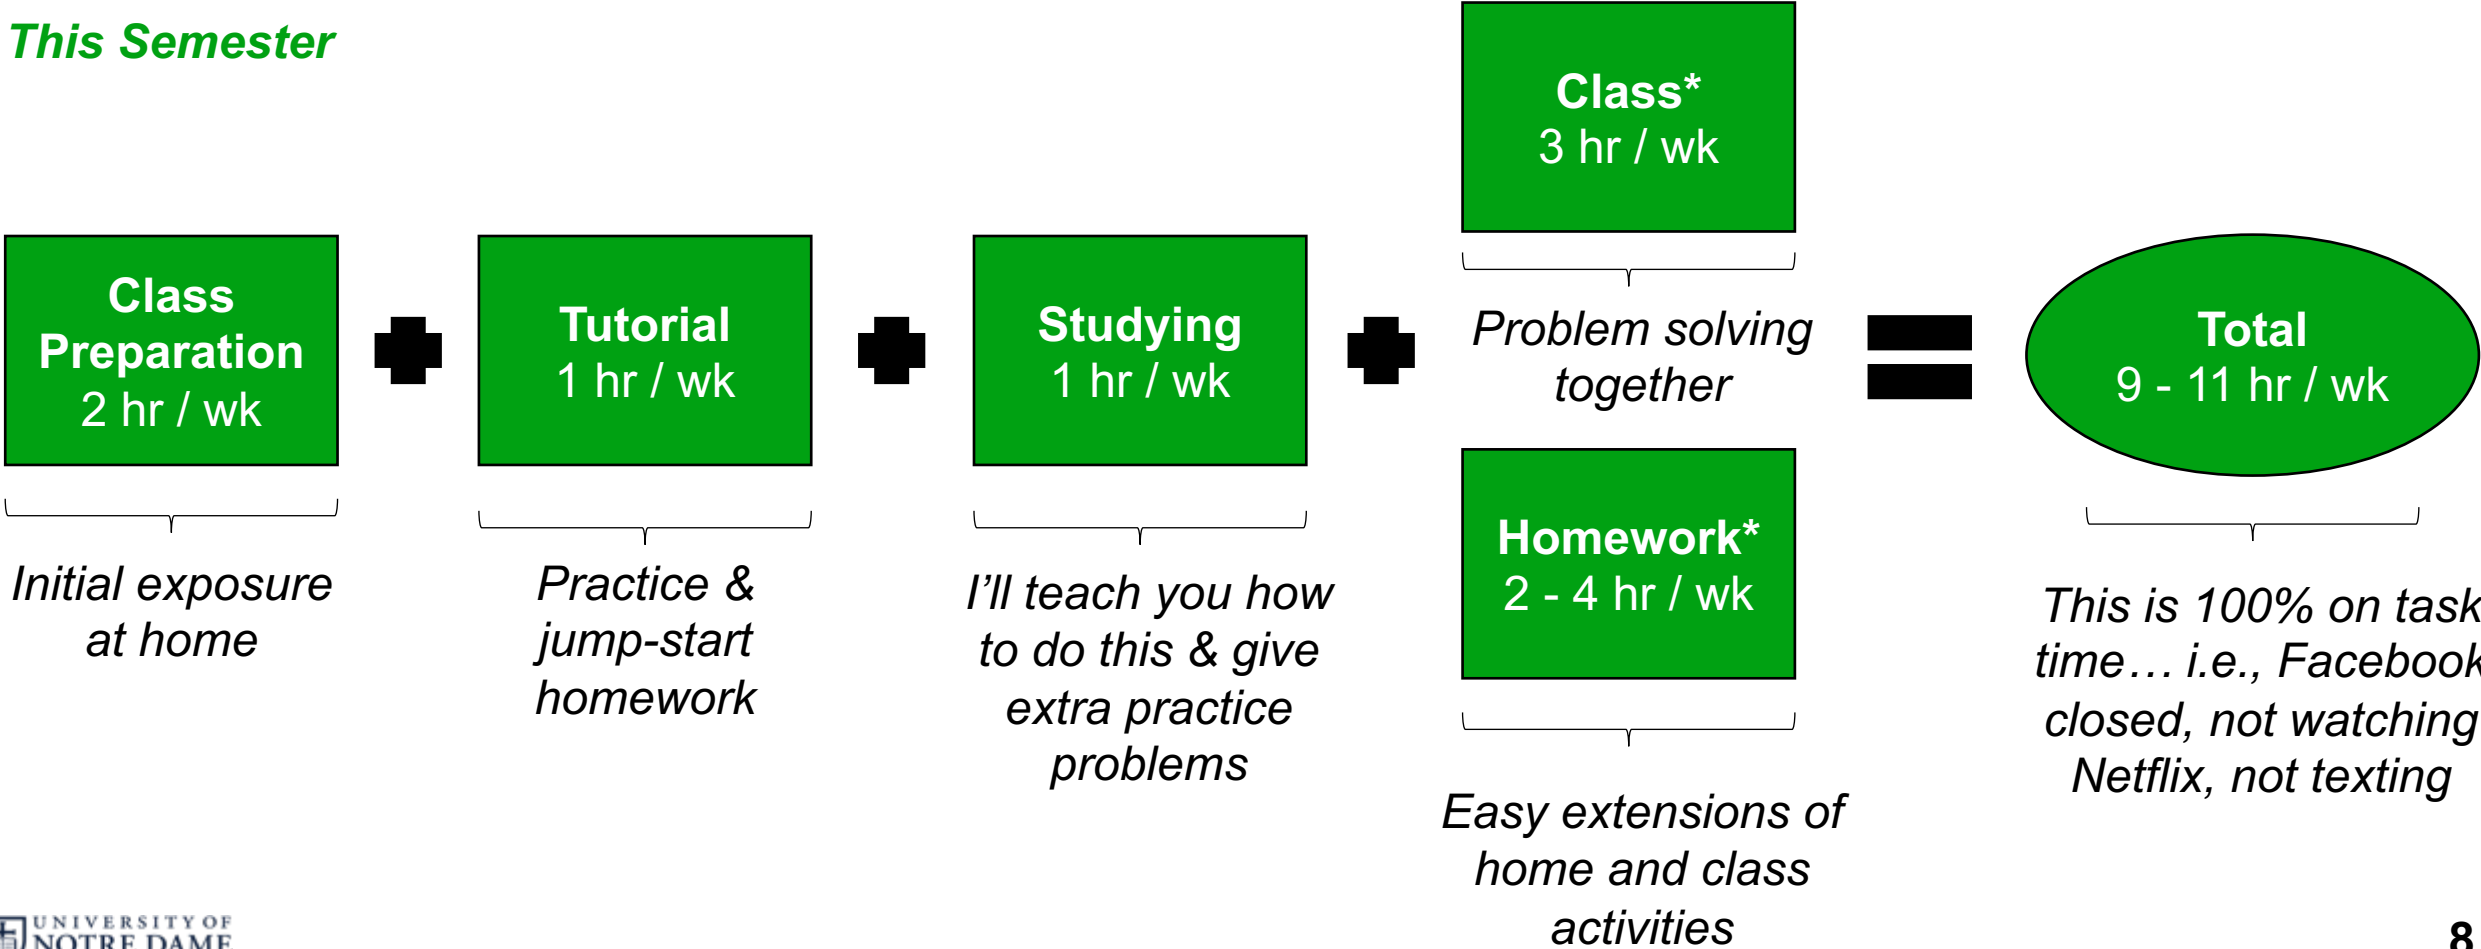 This Semester
Class
Preparation
2 hr / wk
Initial exposure
at home
Tutorial
1 hr / wk
Practice &
jump-start
homework
Studying
1 hr / wk
I’ll teach you how
to do this & give
extra practice
problems
Class*
3 hr / wk
Problem solving
together
Homework*
2 - 4 hr / wk
Easy extensions of
home and class
activities
Total
9 - 11 hr / wk
This is 100% on task
time… i.e., Facebook
closed, not watching
Netflix, not texting
UNIVERSITY OF
NOTRE DAME
8